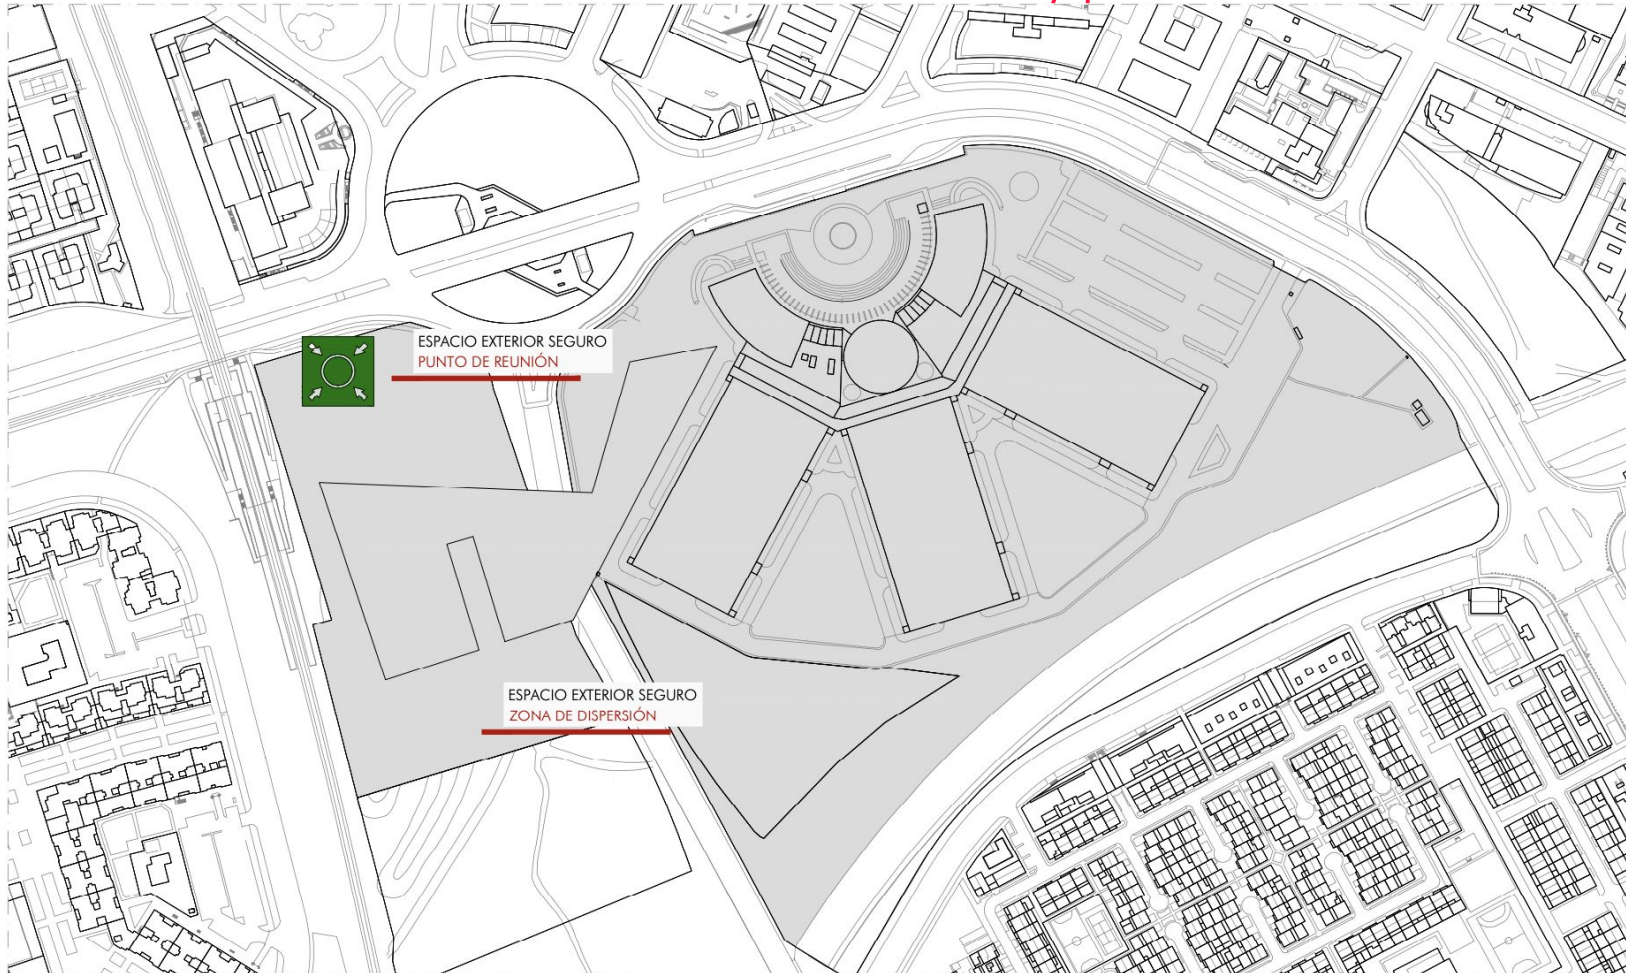 ESPACIO EXTERIOR SEGURO
PUNTO DE REUNIÓN
ESPACIO EXTERIOR SEGURO
ZONA DE DISPERSIÓN